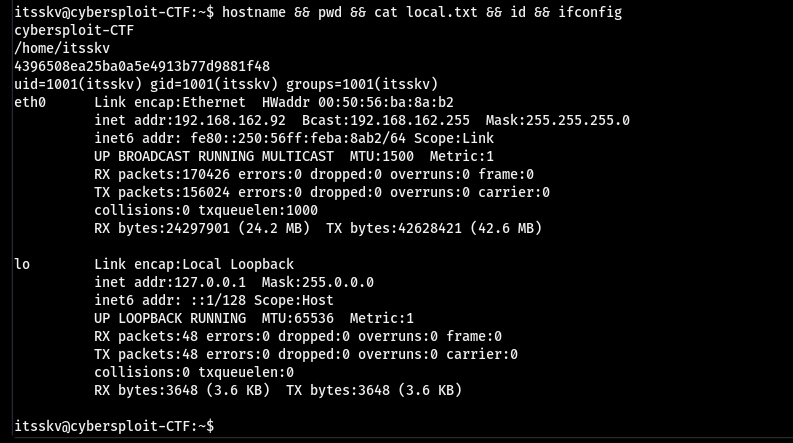 itsskv@cybersploit-CTF:~$ hostname && pwd && cat local.txt && id && ifconfig
cybersploit-CTF
/home/itsskv
4396508ea25ba0a5e4913b77d9881f48
uid=1001(itsskv) gid=1001(itsskv) groups=1001(itsskv)
eth0      Link encap:Ethernet  HWaddr 00:50:56:ba:8a:b2
          inet addr:192.168.162.92  Bcast:192.168.162.255  Mask:255.255.255.0
          inet6 addr: fe80::250:56ff:feba:8ab2/64 Scope:Link
          UP BROADCAST RUNNING MULTICAST  MTU:1500  Metric:1
          RX packets:170426 errors:0 dropped:0 overruns:0 frame:0
          TX packets:156024 errors:0 dropped:0 overruns:0 carrier:0
          collisions:0 txqueuelen:1000
          RX bytes:24297901 (24.2 MB)  TX bytes:42628421 (42.6 MB)

lo        Link encap:Local Loopback
          inet addr:127.0.0.1  Mask:255.0.0.0
          inet6 addr: ::1/128 Scope:Host
          UP LOOPBACK RUNNING  MTU:65536  Metric:1
          RX packets:48 errors:0 dropped:0 overruns:0 frame:0
          TX packets:48 errors:0 dropped:0 overruns:0 carrier:0
          collisions:0 txqueuelen:0
          RX bytes:3648 (3.6 KB)  TX bytes:3648 (3.6 KB)

itsskv@cybersploit-CTF:~$